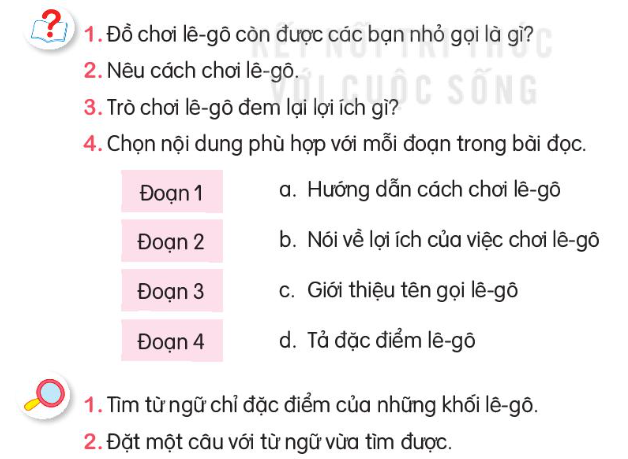 ?
KẾT NỐI TRI THỨC
VỚI CUỘC SỐNG
1. Đồ chơi lê-gô còn được các bạn nhỏ gọi là gì?
2. Nêu cách chơi lê-gô.
3. Trò chơi lê-gô đem lại lợi ích gì?
4. Chọn nội dung phù hợp với mỗi đoạn trong bài đọc.
Đoạn 1 a. Hướng dẫn cách chơi lê-gô
Đoạn 2 b. Nói về lợi ích của việc chơi lê-gô
Đoạn 3 c. Giới thiệu tên gọi lê-gô
Đoạn 4 d. Tả đặc điểm lê-gô
1. Tìm từ ngữ chỉ đặc điểm của những khối lê-gô.
2. Đặt một câu với từ ngữ vừa tìm được.